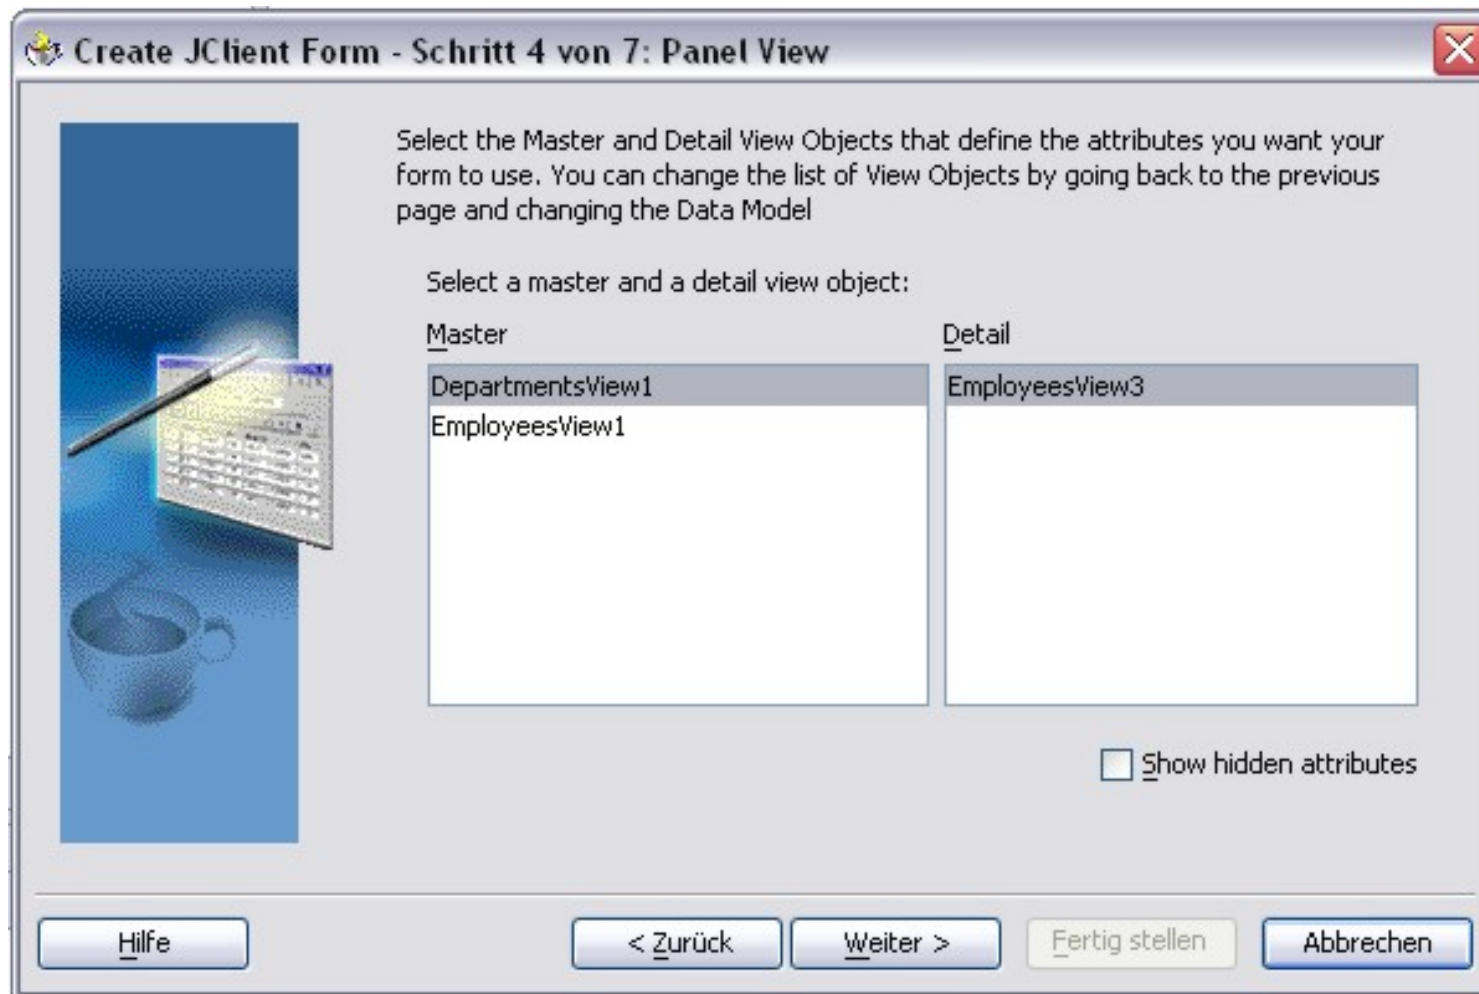 Create JClient Form - Schritt 4 von 7: Panel View
Select the Master and Detail View Objects that define the attributes you want your
form to use. You can change the list of View Objects by going back to the previous
page and changing the Data Model
Select a master and a detail view object:
Master Detail
DepartmentsView1 EmployeesView3
EmployeesView1
Show hidden attributes
Hilfe < Zurück Weiter > Fertig stellen Abbrechen